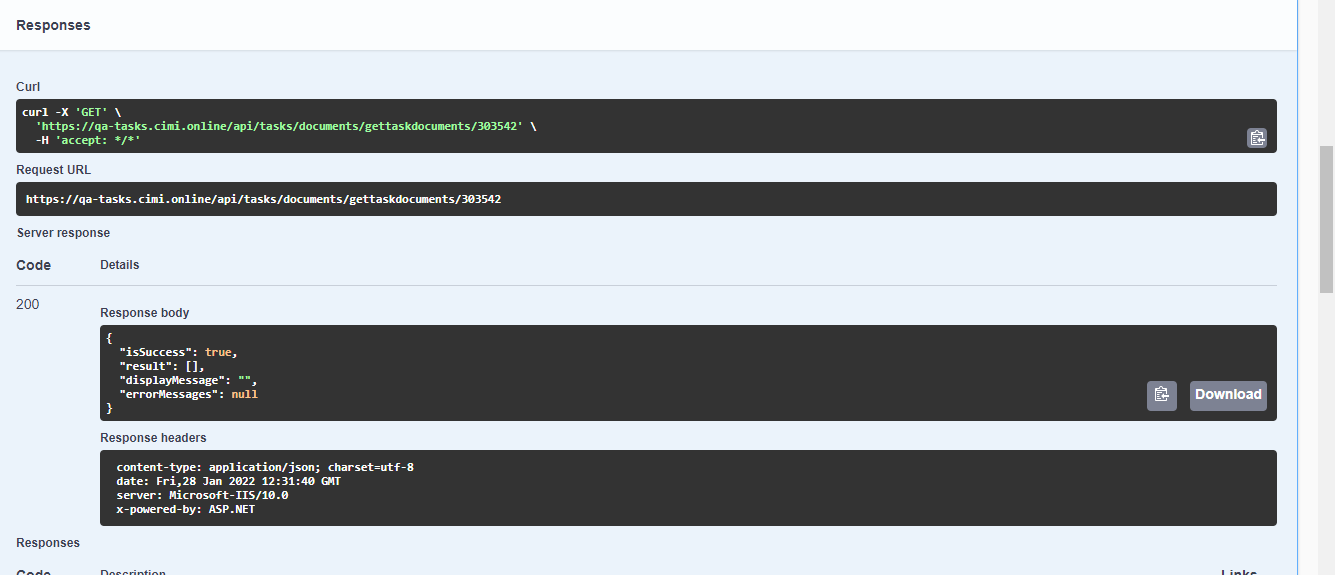 Responses
Curl
curl -X 'GET' \
'https://qa-tasks.cimi.online/api/tasks/documents/gettaskdocuments/303542' \
-H 'accept: */*'
Request URL
https://qa-tasks.cimi.online/api/tasks/documents/gettaskdocuments/303542
Server response
Code Details
200
Response body
{
"isSuccess": true,
"result": [],
"displayMessage": "",
"errorMessages": null
}
Download
Response headers
content-type: application/json; charset=utf-8
date: Fri,28 Jan 2022 12:31:40 GMT
server: Microsoft-IIS/10.0
x-powered-by: ASP.NET
Responses
Code Description Links